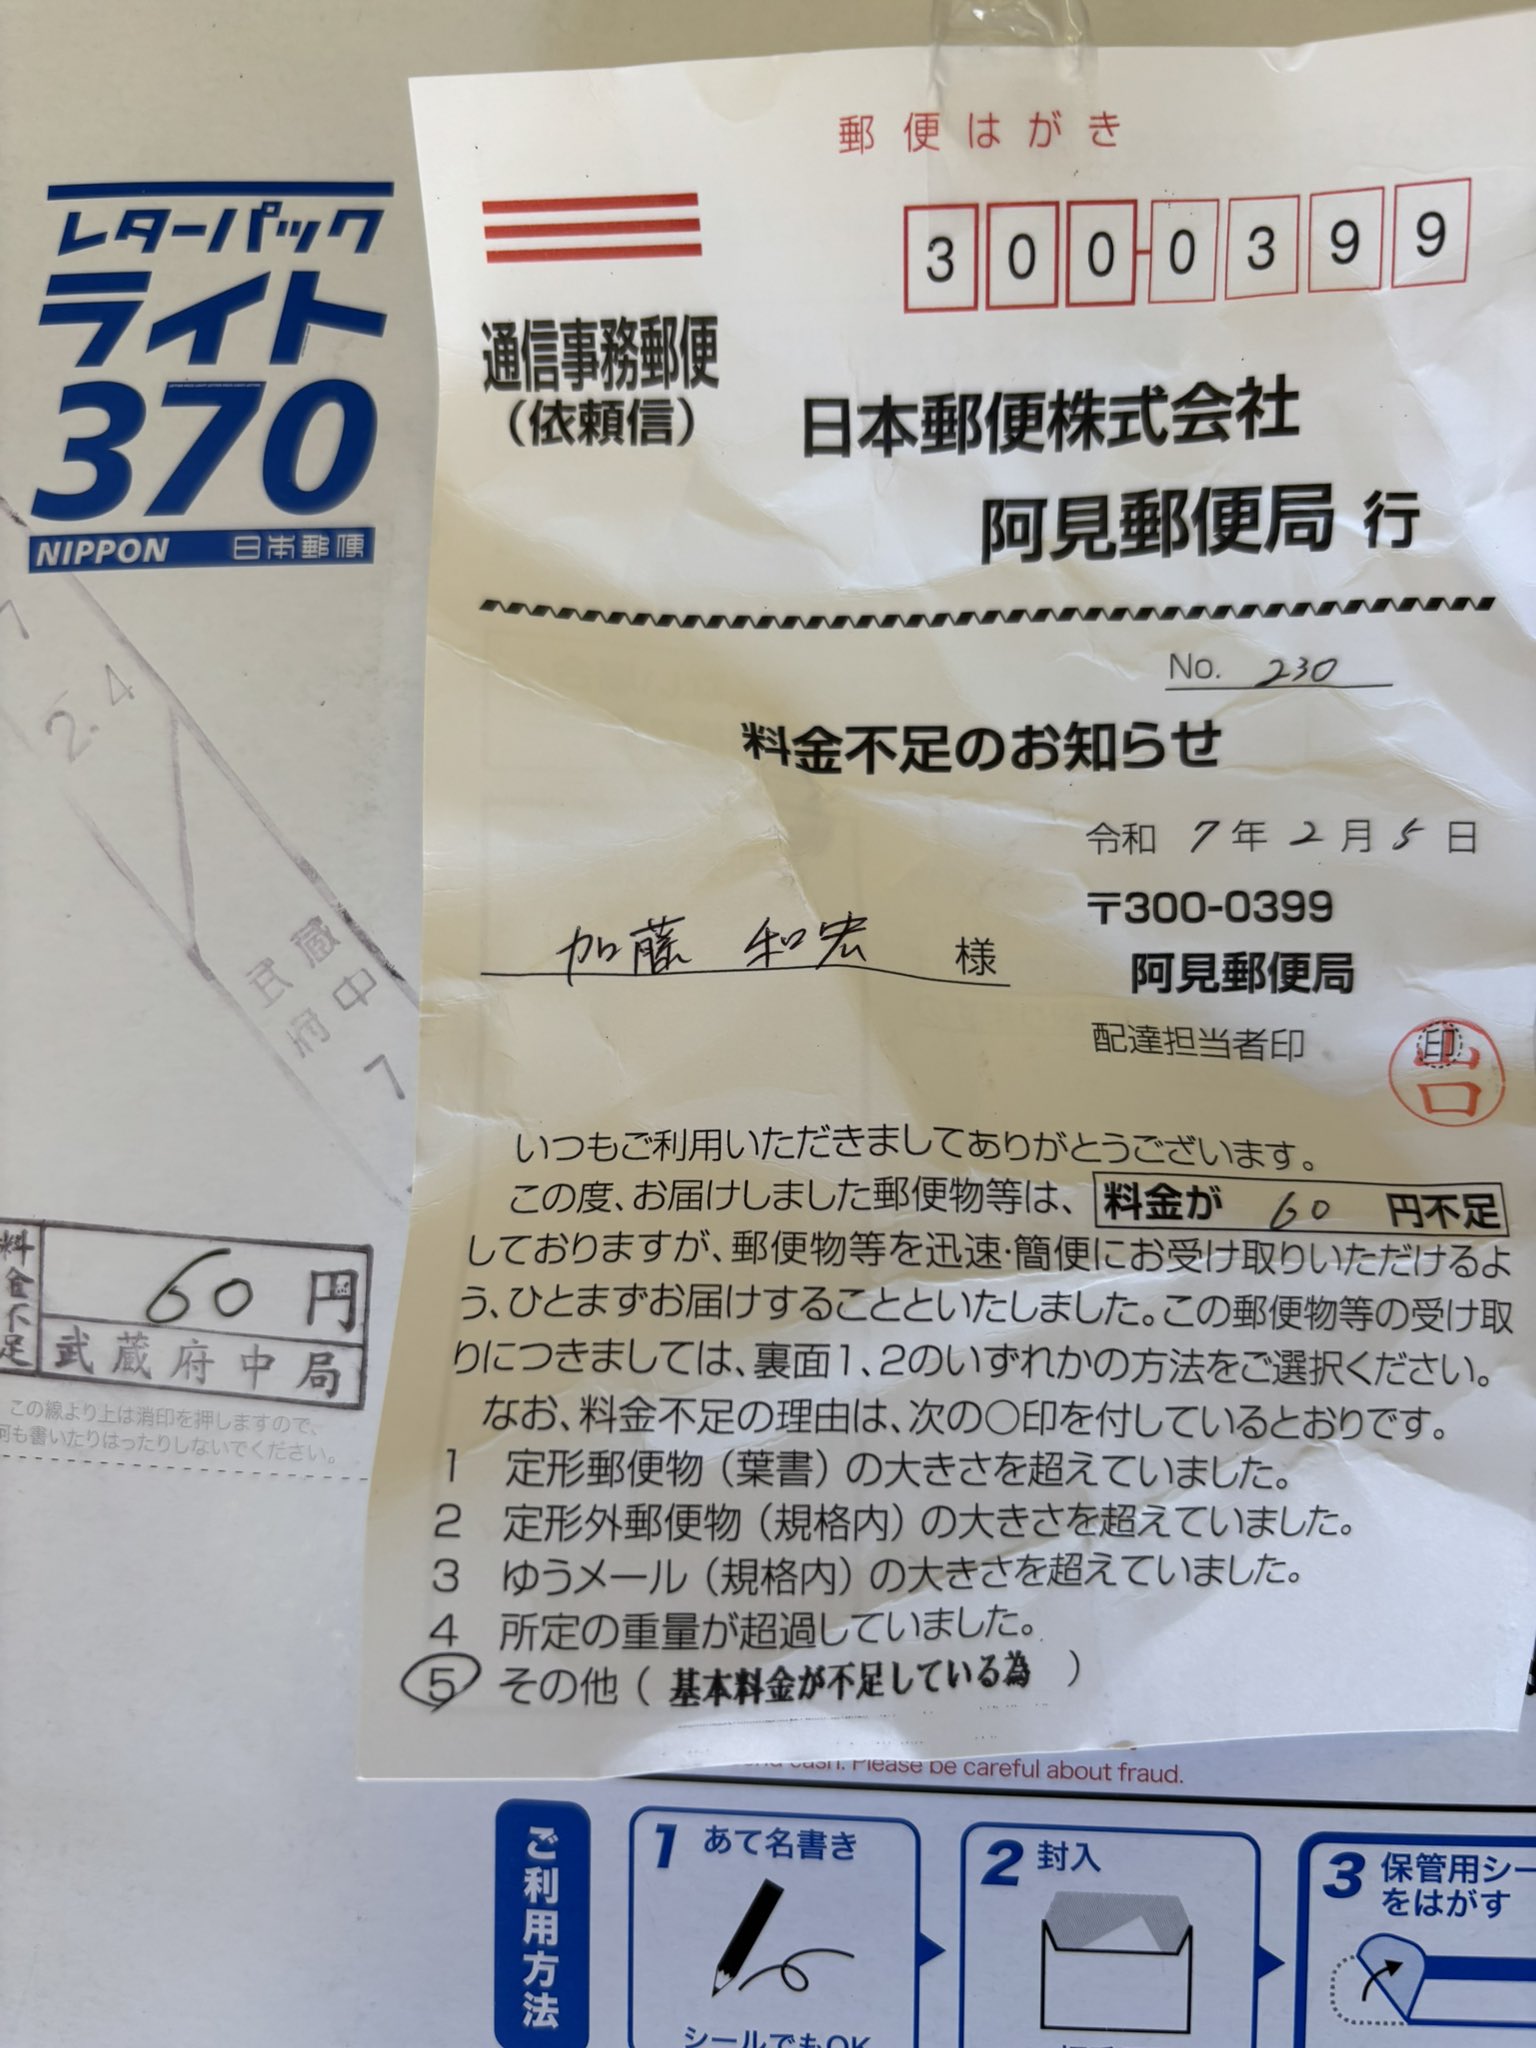 レターパック
ライト
370
NIPPON 日本郵便
2.4
武蔵
府中
7
料金不足
60円
武蔵府中局
この線より上は消印を押しますので、
何も書いたりはったりしないでください。
郵便はがき
300-0399
通信事務郵便
(依頼信)
日本郵便株式会社
阿見郵便局 行
No. 230
料金不足のお知らせ
令和 7年2月5日
〒300-0399
加藤 和宏 様
阿見郵便局
配達担当者印
印
山口
いつもご利用いただきましてありがとうございます。
この度、お届けしました郵便物等は、料金が 60 円不足
しておりますが、郵便物等を迅速・簡便にお受け取りいただけるよ
う、ひとまずお届けすることといたしました。この郵便物等の受け取
りにつきましては、裏面1、2のいずれかの方法をご選択ください。
なお、料金不足の理由は、次の○印を付しているとおりです。
1 定形郵便物(葉書)の大きさを超えていました。
2 定形外郵便物(規格内)の大きさを超えていました。
3 ゆうメール(規格内)の大きさを超えていました。
4 所定の重量が超過していました。
5 その他(基本料金が不足している為)
cash. Please be careful about fraud.
ご利用方法
1 あて名書き
シールでもOK
2 封入
3 保管用シー
をはがす